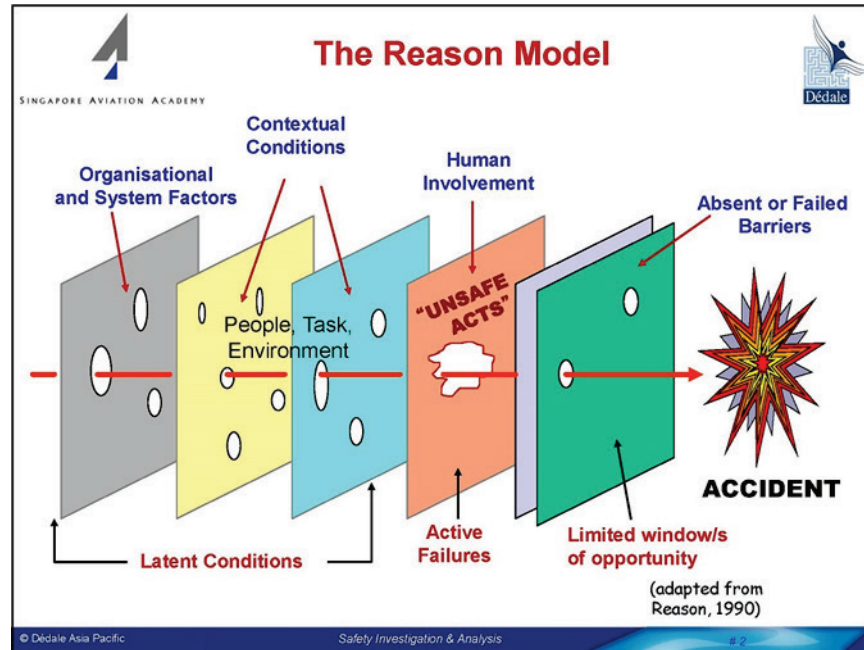 The Reason Model
SINGAPORE AVIATION ACADEMY
Dédale
Organisational
and System Factors
Contextual
Conditions
Human
Involvement
Absent or Failed
Barriers
People, Task,
Environment
"UNSAFE
ACTS"
ACCIDENT
Latent Conditions
Active
Failures
Limited window/s
of opportunity
(adapted from
Reason, 1990)
© Dédale Asia Pacific
Safety Investigation & Analysis
# 2